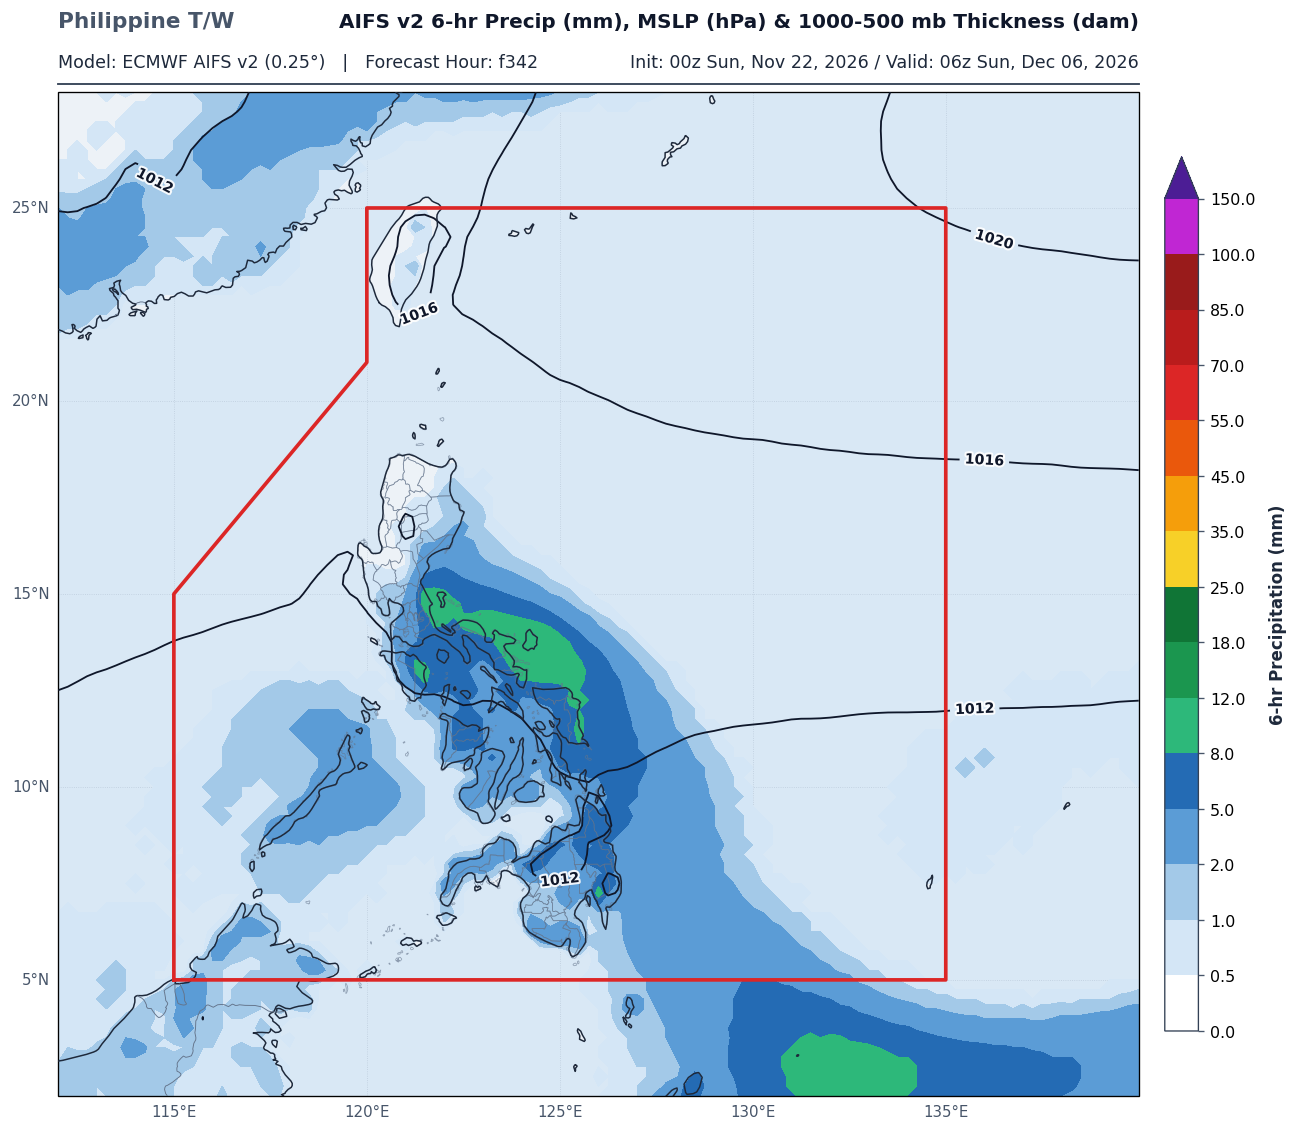 Philippine T/W
AIFS v2 6-hr Precip (mm), MSLP (hPa) & 1000-500 mb Thickness (dam)
Model: ECMWF AIFS v2 (0.25°) | Forecast Hour: f342
Init: 00z Sun, Nov 22, 2026 / Valid: 06z Sun, Dec 06, 2026
1012
25°N
1020
1016
20°N
1016
15°N
1012
10°N
1012
5°N
115°E
120°E
125°E
130°E
135°E
150.0
100.0
85.0
70.0
55.0
45.0
35.0
25.0
18.0
12.0
8.0
5.0
2.0
1.0
0.5
0.0
6-hr Precipitation (mm)